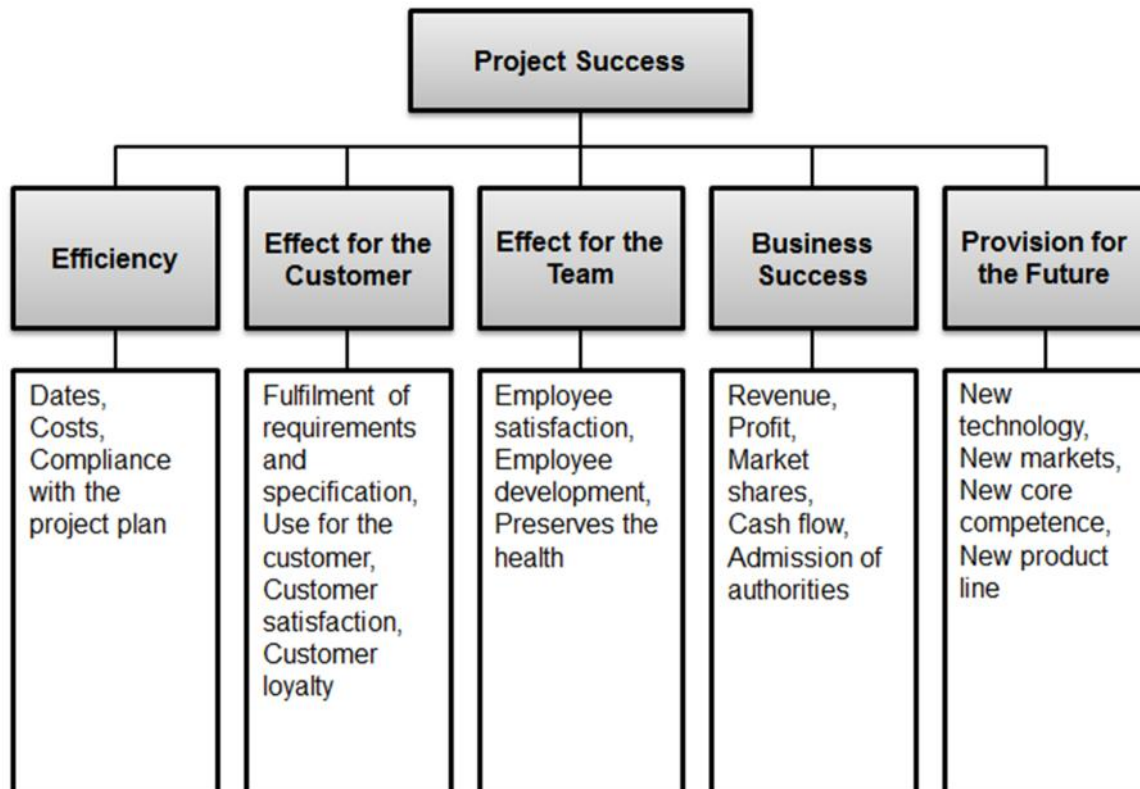 Project Success
Efficiency
Effect for the
Customer
Effect for the
Team
Business
Success
Provision for
the Future
Dates,
Costs,
Compliance
with the
project plan
Fulfilment of
requirements
and
specification,
Use for the
customer,
Customer
satisfaction,
Customer
loyalty
Employee
satisfaction,
Employee
development,
Preserves the
health
Revenue,
Profit,
Market
shares,
Cash flow,
Admission of
authorities
New
technology,
New markets,
New core
competence,
New product
line